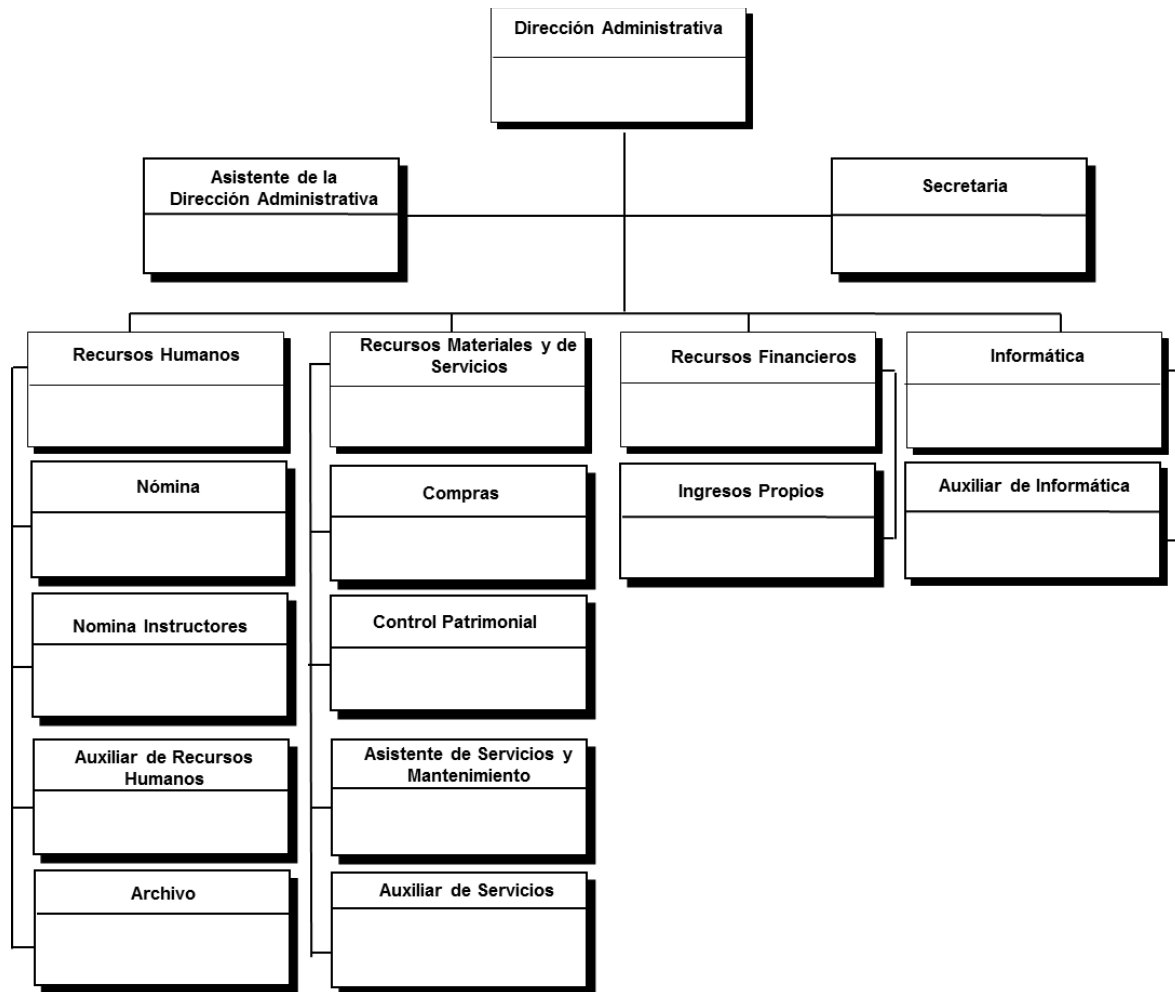 Dirección Administrativa
Asistente de la
Dirección Administrativa
Secretaria
Recursos Humanos
Recursos Materiales y de
Servicios
Recursos Financieros
Informática
Nómina
Compras
Ingresos Propios
Auxiliar de Informática
Nomina Instructores
Control Patrimonial
Auxiliar de Recursos
Humanos
Asistente de Servicios y
Mantenimiento
Archivo
Auxiliar de Servicios